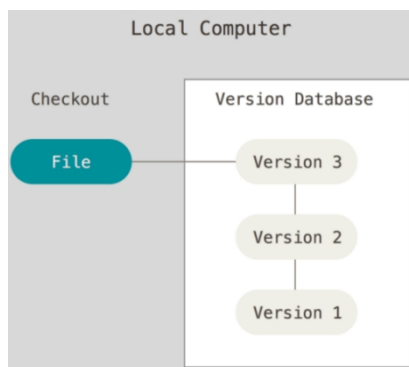 Local Computer
Checkout
Version Database
File
Version 3
Version 2
Version 1